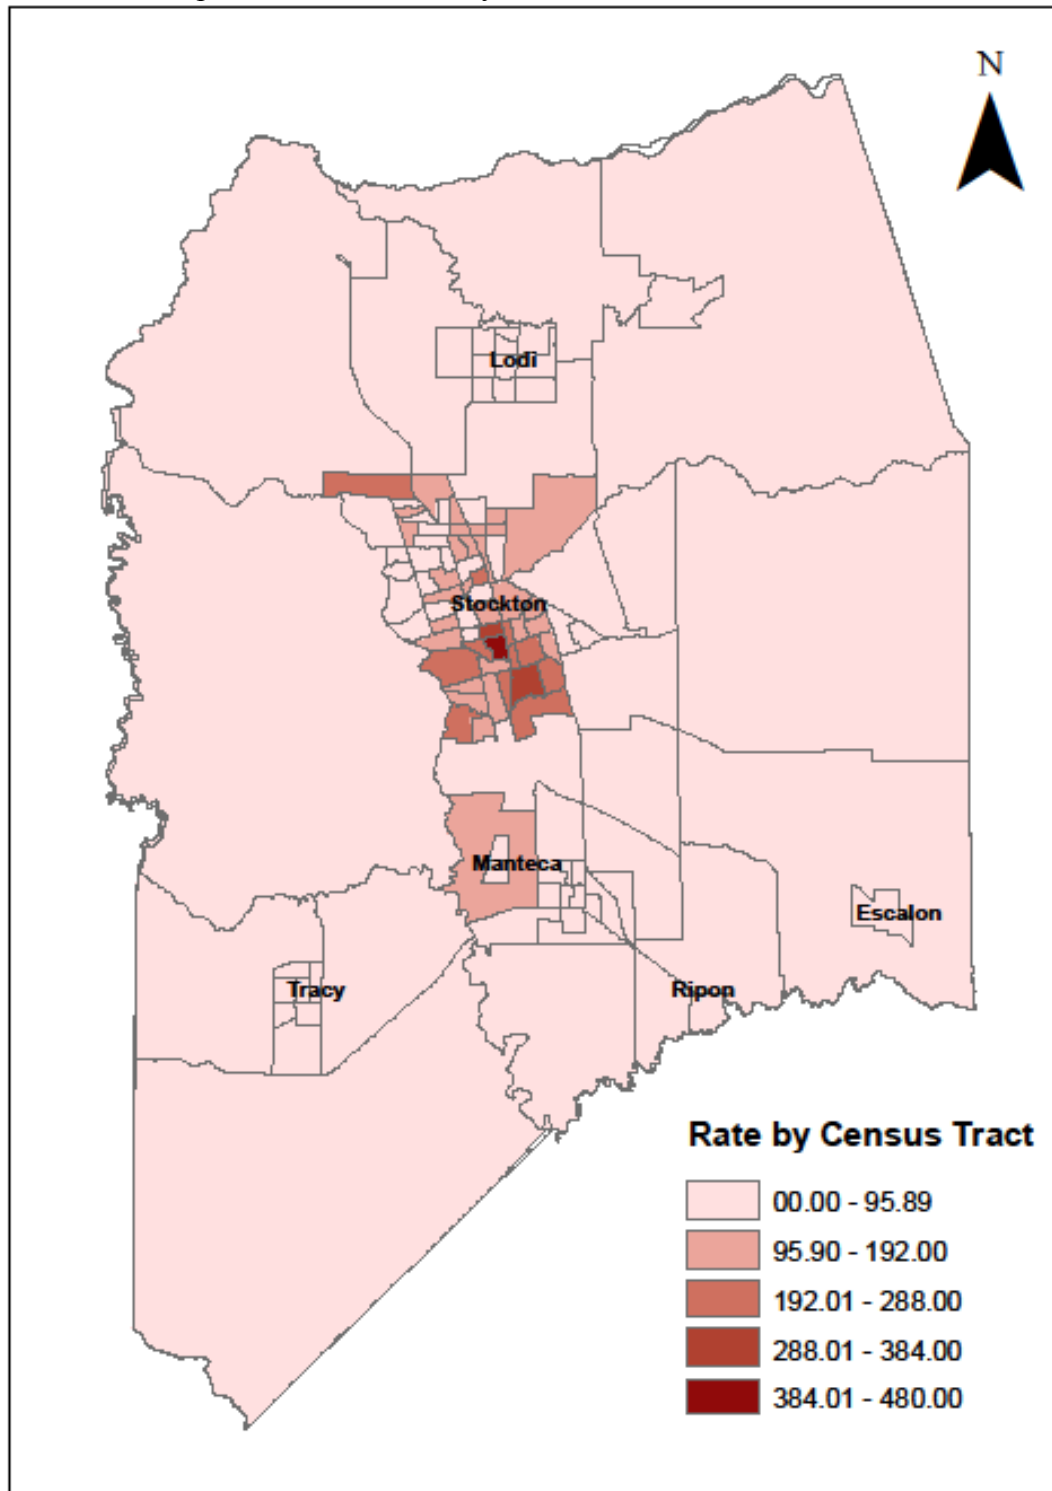 N
Lodi
Stockton
Manteca
Escalon
Tracy
Ripon
Rate by Census Tract
00.00 - 95.89
95.90 - 192.00
192.01 - 288.00
288.01 - 384.00
384.01 - 480.00